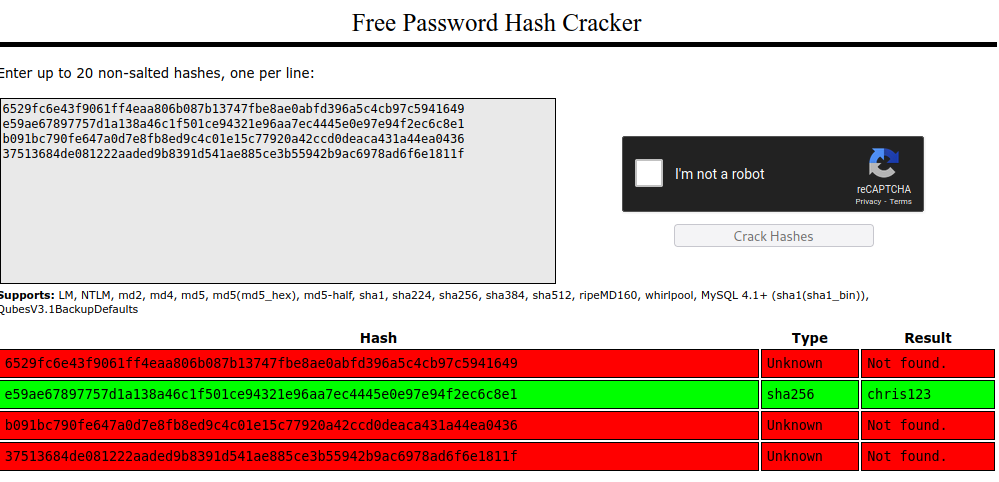 Free Password Hash Cracker
Enter up to 20 non-salted hashes, one per line:
6529fc6e43f9061ff4eaa806b087b13747fbe8ae0abfd396a5c4cb97c5941649
e59ae67897757d1a138a46c1f501ce94321e96aa7ec4445e0e97e94f2ec6c8e1
b091bc790fe647a0d7e8fb8ed9c4c01e15c77920a42ccd0deaca431a44ea0436
37513684de081222aaded9b8391d541ae885ce3b55942b9ac6978ad6f6e1811f
I'm not a robot
reCAPTCHA
Privacy - Terms
Crack Hashes
Supports: LM, NTLM, md2, md4, md5, md5(md5_hex), md5-half, sha1, sha224, sha256, sha384, sha512, ripeMD160, whirlpool, MySQL 4.1+ (sha1(sha1_bin)),
QubesV3.1BackupDefaults
Hash Type Result
6529fc6e43f9061ff4eaa806b087b13747fbe8ae0abfd396a5c4cb97c5941649 Unknown Not found.
e59ae67897757d1a138a46c1f501ce94321e96aa7ec4445e0e97e94f2ec6c8e1 sha256 chris123
b091bc790fe647a0d7e8fb8ed9c4c01e15c77920a42ccd0deaca431a44ea0436 Unknown Not found.
37513684de081222aaded9b8391d541ae885ce3b55942b9ac6978ad6f6e1811f Unknown Not found.